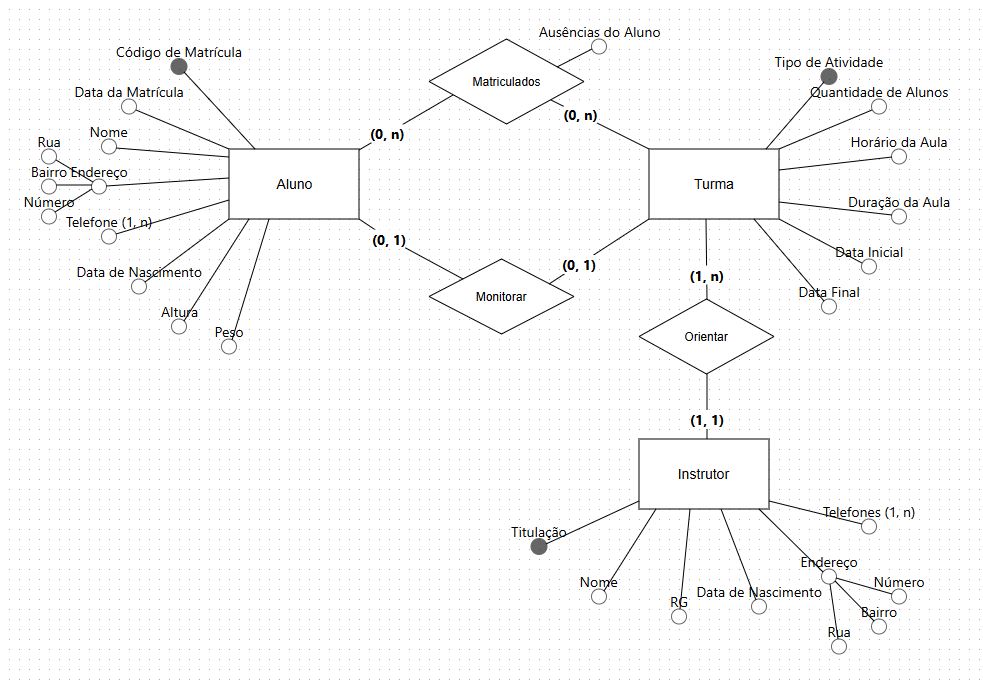 Ausências do Aluno
Código de Matrícula
Tipo de Atividade
Matriculados
Data da Matrícula
Quantidade de Alunos
(0, n)
(0, n)
Nome
Rua
Horário da Aula
Bairro
Endereço
Aluno
Turma
Número
Duração da Aula
Telefone (1, n)
(0, 1)
Data Inicial
(0, 1)
Data de Nascimento
(1, n)
Monitorar
Data Final
Altura
Peso
Orientar
(1, 1)
Instrutor
Telefones (1, n)
Titulação
Endereço
Nome
Número
Data de Nascimento
RG
Bairro
Rua